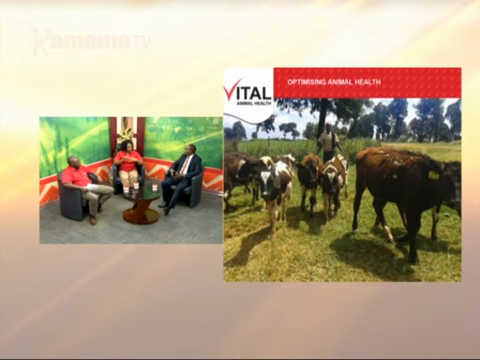 Kamemetv
VITAL
ANIMAL HEALTH
OPTIMISING ANIMAL HEALTH